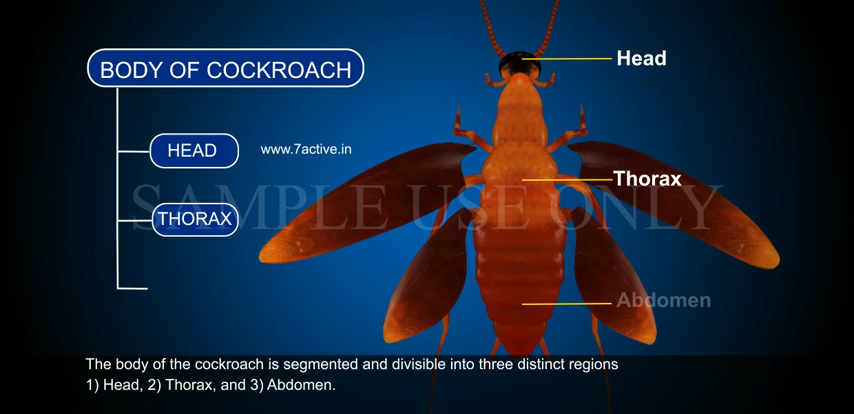 BODY OF COCKROACH
Head
HEAD
www.7active.in
Thorax
SAMPLE USE ONLY
THORAX
Abdomen
The body of the cockroach is segmented and divisible into three distinct regions
1) Head, 2) Thorax, and 3) Abdomen.